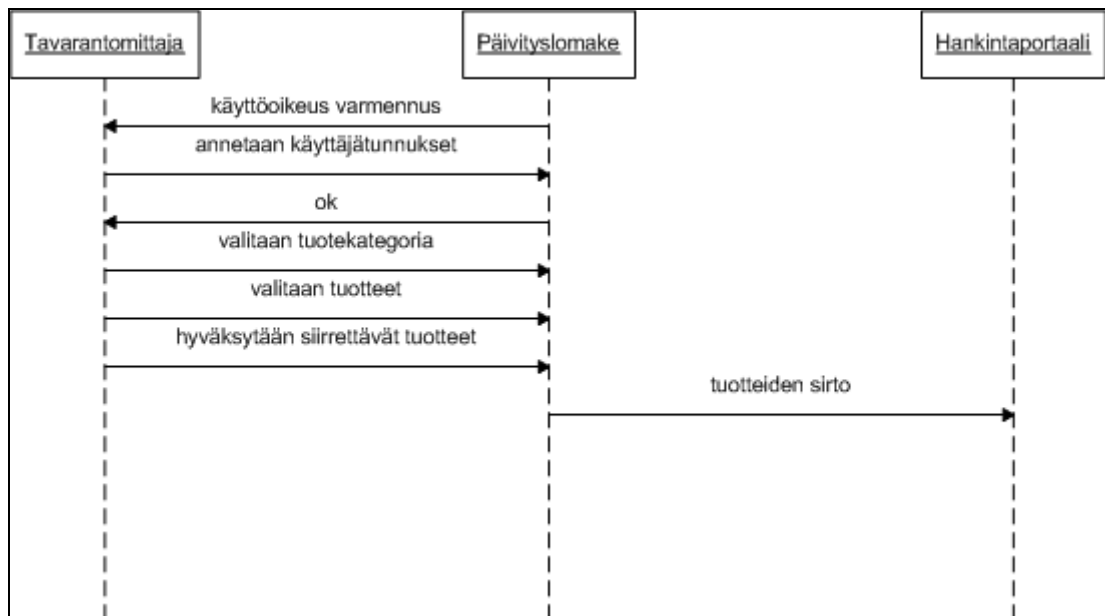 Tavarantomittaja
Päivityslomake
Hankintaportaali
käyttöoikeus varmennus
annetaan käyttäjätunnukset
ok
valitaan tuotekategoria
valitaan tuotteet
hyväksytään siirrettävät tuotteet
tuotteiden sirto